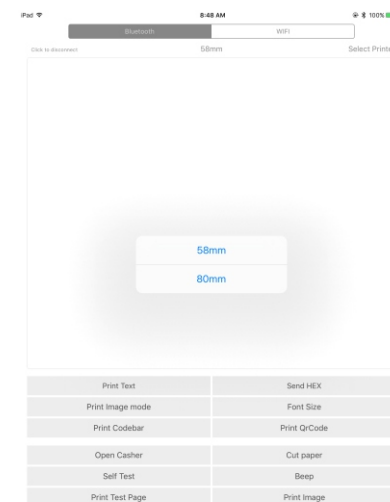 iPad 8:48 AM 100%
Bluetooth WIFI
Click to disconnect 58mm Select Printe
58mm
80mm
Print Text Send HEX
Print Image mode Font Size
Print Codebar Print QrCode
Open Casher Cut paper
Self Test Beep
Print Test Page Print Image